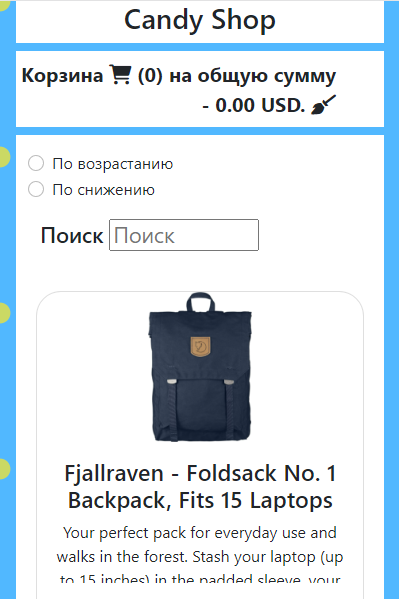 Candy Shop
Корзина (0) на общую сумму
- 0.00 USD.
По возрастанию
По снижению
Поиск Поиск
Fjallraven - Foldsack No. 1
Backpack, Fits 15 Laptops
Your perfect pack for everyday use and
walks in the forest. Stash your laptop (up
to 15 inches) in the padded sleeve, your